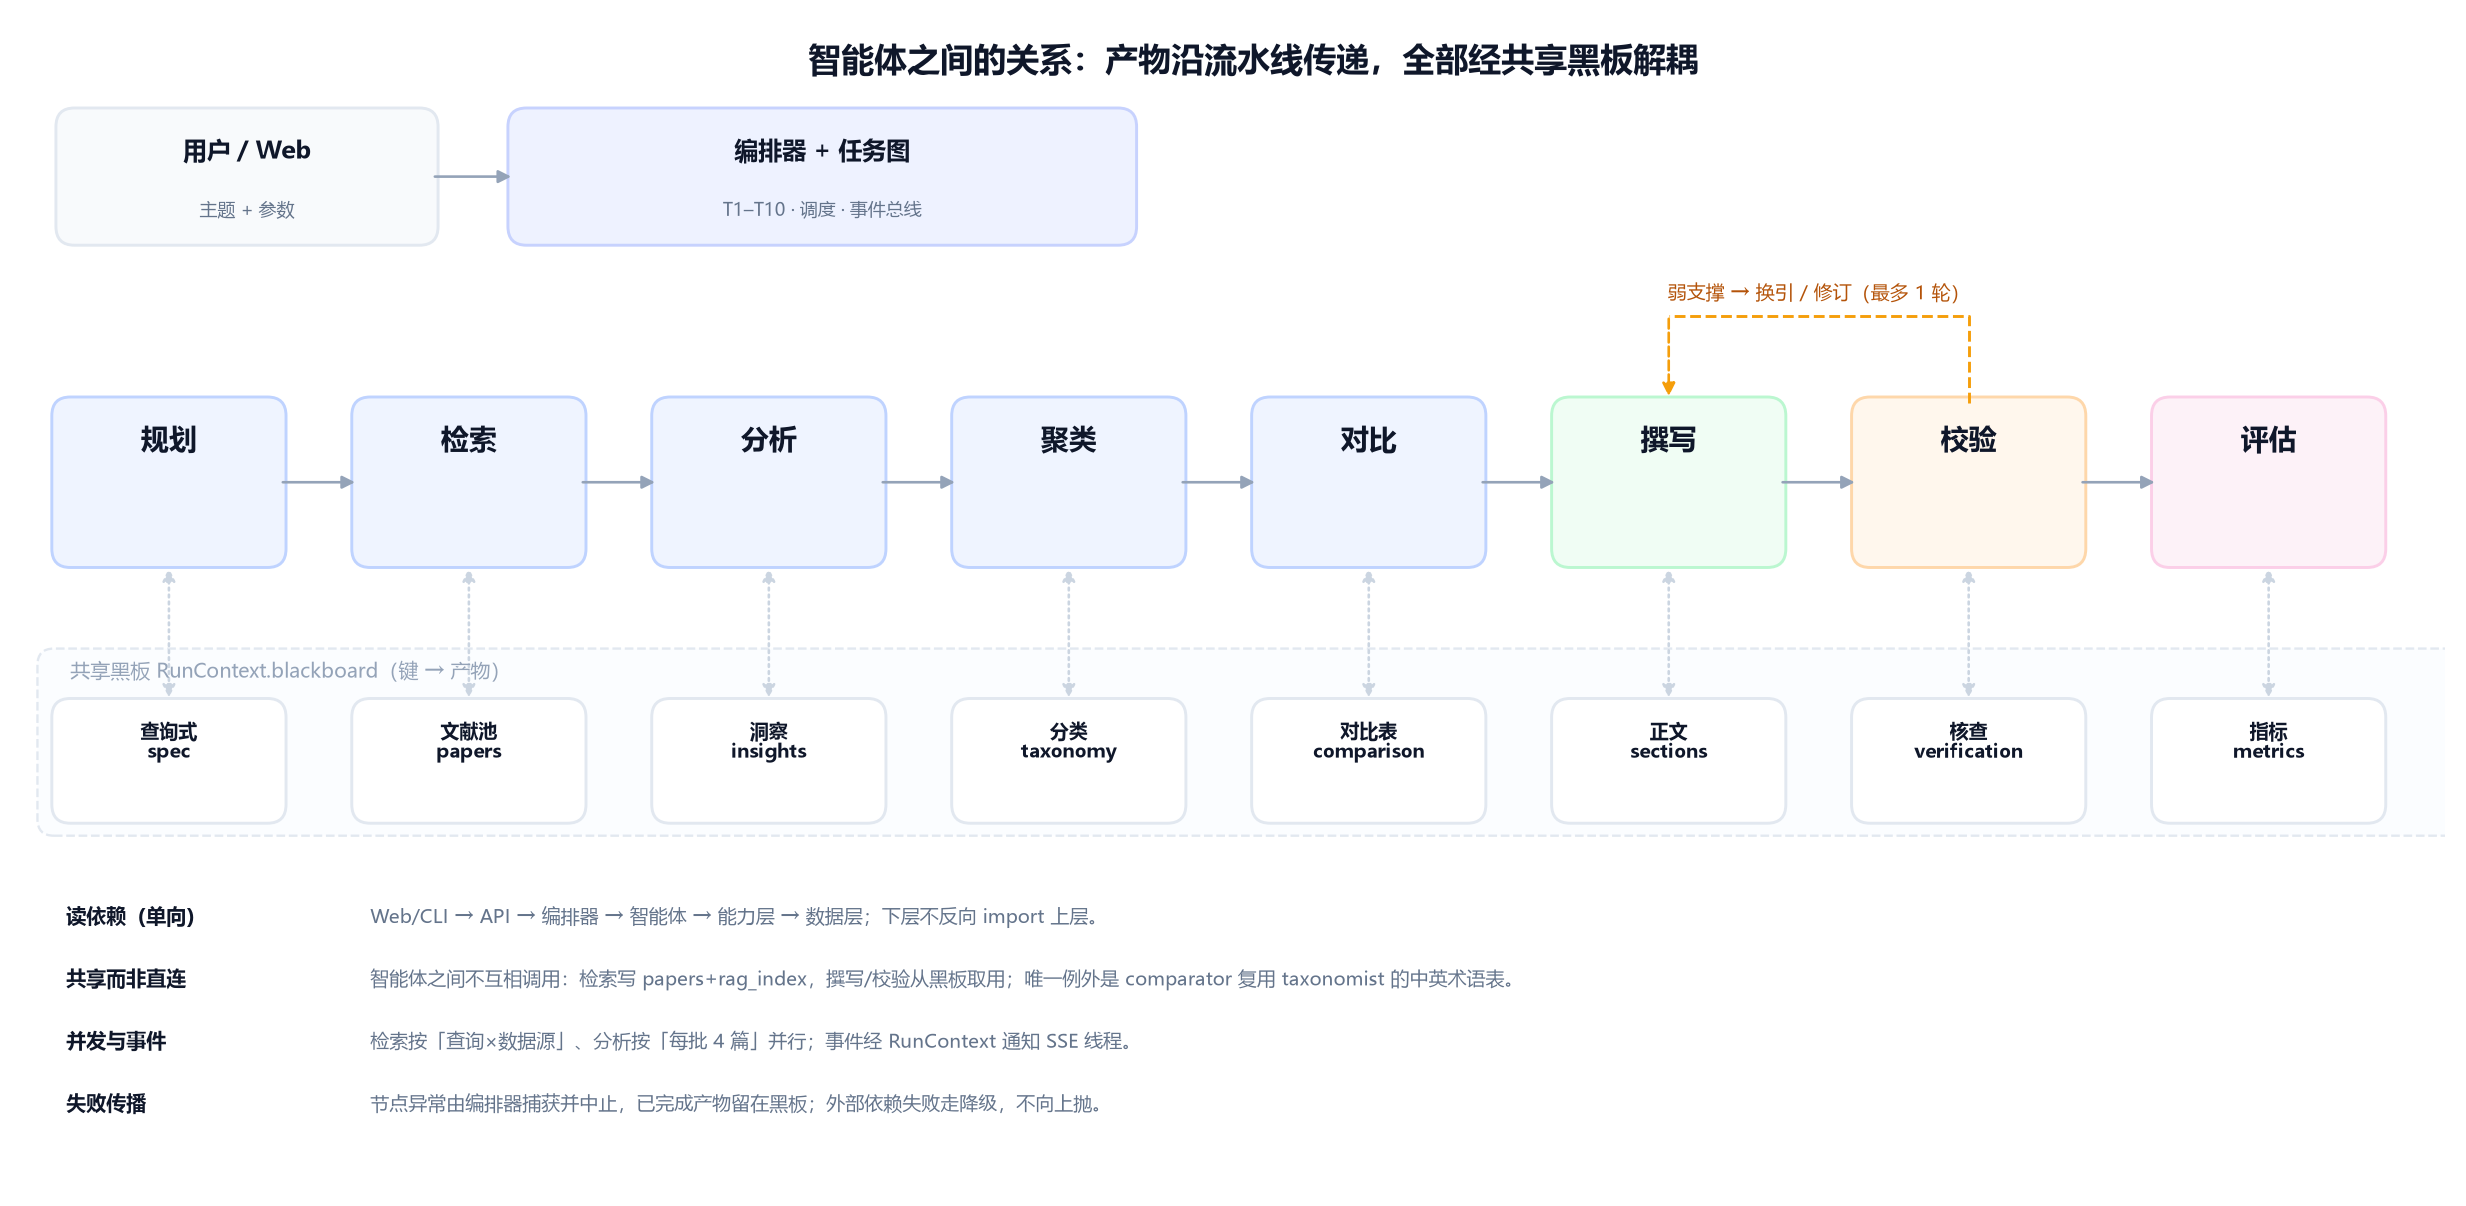 智能体之间的关系：产物沿流水线传递，全部经共享黑板解耦
用户 / Web
主题 + 参数
编排器 + 任务图
T1–T10 · 调度 · 事件总线
弱支撑 → 换引 / 修订（最多 1 轮）
规划
检索
分析
聚类
对比
撰写
校验
评估
共享黑板 RunContext.blackboard（键 → 产物）
查询式
spec
文献池
papers
洞察
insights
分类
taxonomy
对比表
comparison
正文
sections
核查
verification
指标
metrics
读依赖（单向）
Web/CLI → API → 编排器 → 智能体 → 能力层 → 数据层；下层不反向 import 上层。
共享而非直连
智能体之间不互相调用：检索写 papers+rag_index，撰写/校验从黑板取用；唯一例外是 comparator 复用 taxonomist 的中英术语表。
并发与事件
检索按「查询×数据源」、分析按「每批 4 篇」并行；事件经 RunContext 通知 SSE 线程。
失败传播
节点异常由编排器捕获并中止，已完成产物留在黑板；外部依赖失败走降级，不向上抛。